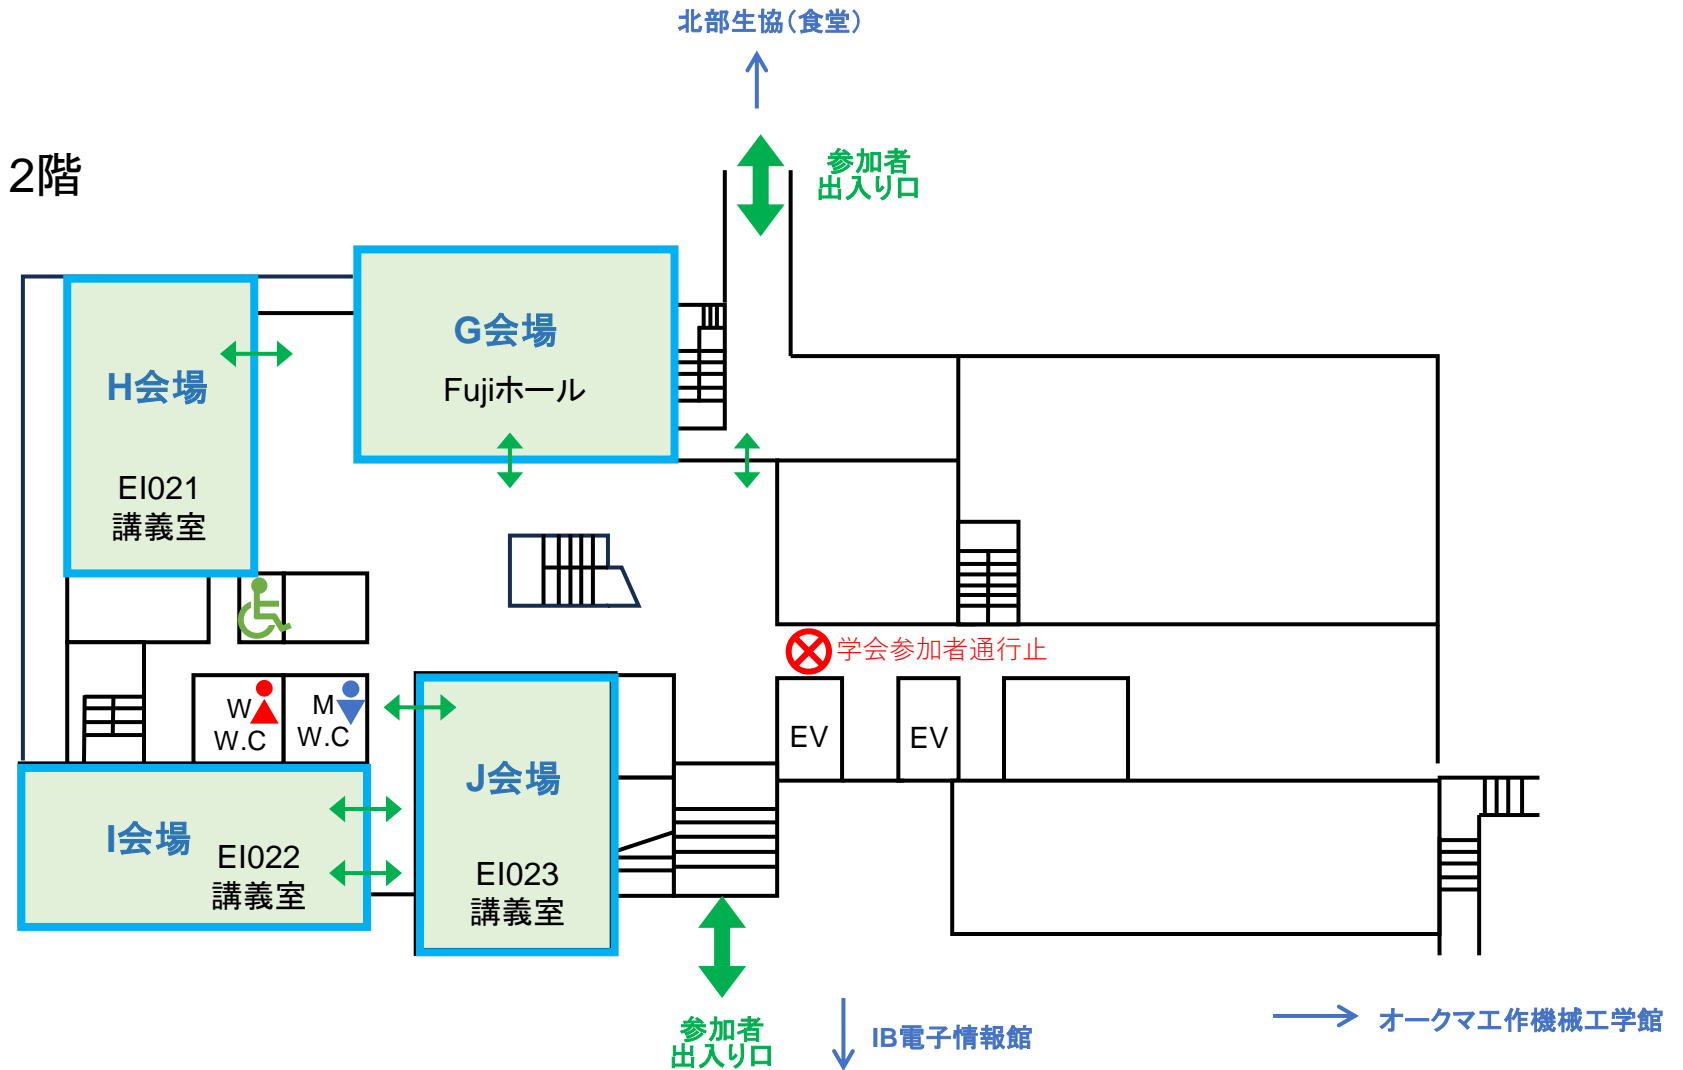 北部生協（食堂）
2階
参加者
出入り口
G会場
Fujiホール
H会場
EI021
講義室
学会参加者通行止
W
W.C
M
W.C
EV
EV
J会場
I会場
EI022
講義室
EI023
講義室
参加者
出入り口
IB電子情報館
オークマ工作機械工学館